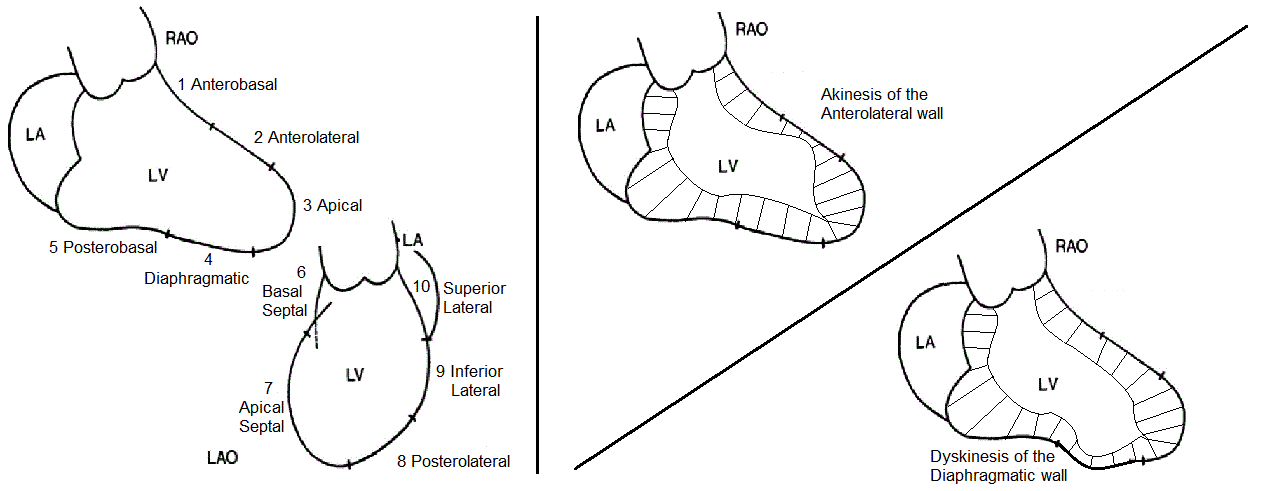 RAO
1 Anterobasal
2 Anterolateral
LA
LV
3 Apical
5 Posterobasal
4
Diaphragmatic
LA
6
Basal
Septal
10
Superior
Lateral
LV
9 Inferior
Lateral
7
Apical
Septal
LAO
8 Posterolateral
RAO
Akinesis of the
Anterolateral wall
LA
LV
RAO
LA
LV
Dyskinesis of the
Diaphragmatic wall